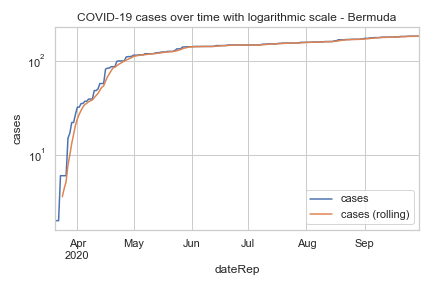 COVID-19 cases over time with logarithmic scale - Bermuda
10²
10¹
cases
Apr
2020
May
Jun
Jul
Aug
Sep
dateRep
cases
cases (rolling)